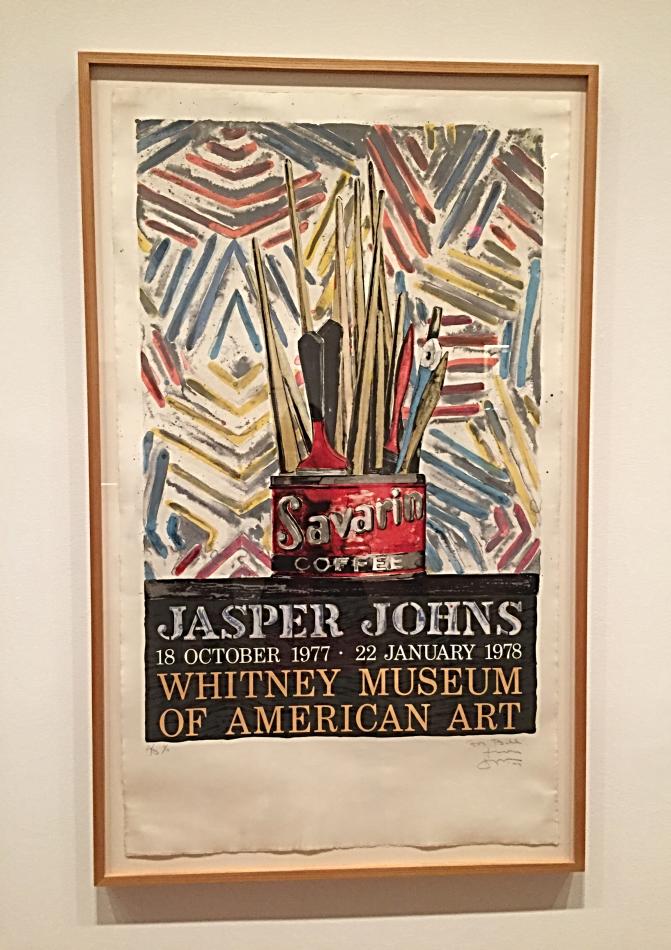 Savarin
COFFEE
JASPER JOHNS
18 OCTOBER 1977 · 22 JANUARY 1978
WHITNEY MUSEUM
OF AMERICAN ART